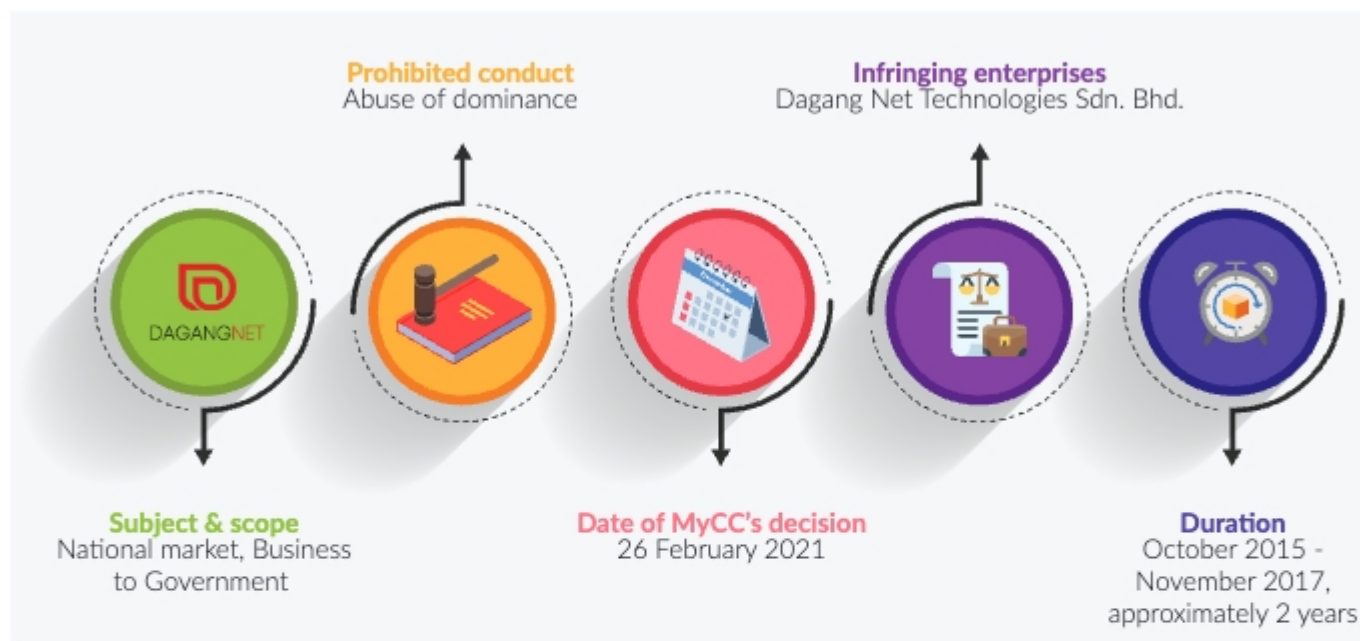 Prohibited conduct
Abuse of dominance
Infringing enterprises
Dagang Net Technologies Sdn. Bhd.
DAGANGNET
Subject & scope
National market, Business
to Government
Date of MyCC's decision
26 February 2021
Duration
October 2015 -
November 2017,
approximately 2 years